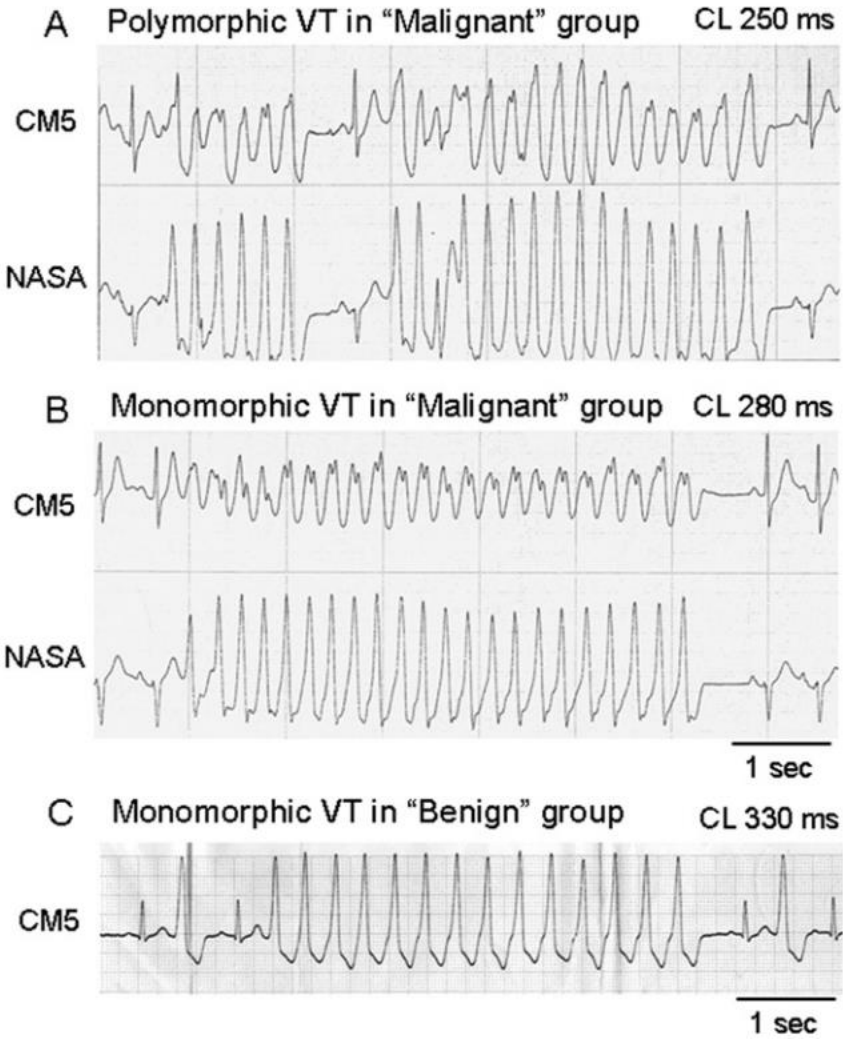 A Polymorphic VT in “Malignant” group CL 250 ms
CM5
NASA
B Monomorphic VT in “Malignant” group CL 280 ms
CM5
NASA
1 sec
C Monomorphic VT in “Benign” group CL 330 ms
CM5
1 sec